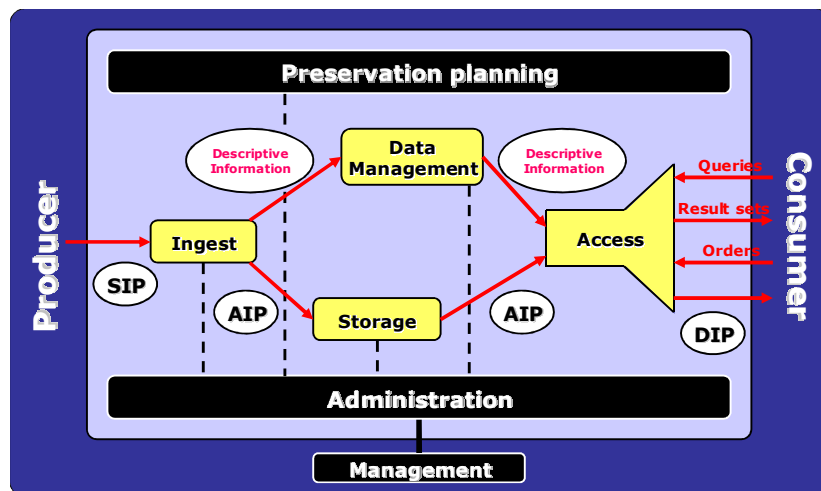 Preservation planning
Descriptive
Information
Data
Management
Descriptive
Information
Queries
Result sets
Orders
Producer
Consumer
Ingest
Access
SIP
AIP
Storage
AIP
DIP
Administration
Management